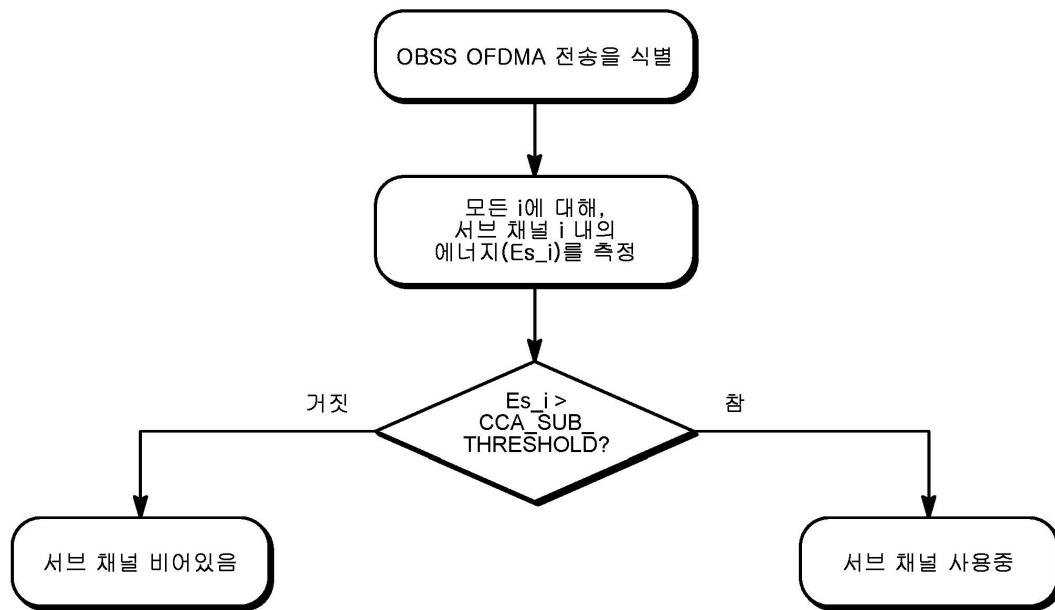 OBSS OFDMA 전송을 식별
모든 i에 대해,
서브 채널 i 내의
에너지(Es_i)를 측정
거짓
Es_i >
CCA_SUB_
THRESHOLD?
참
서브 채널 비어있음
서브 채널 사용중